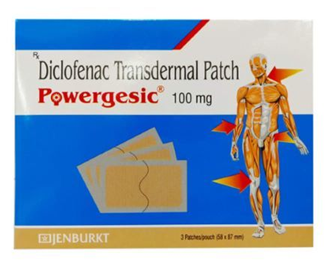 Rx
Diclofenac Transdermal Patch
Powergesic® 100 mg
JENBURKT
3 Patches/pouch (58 x 87 mm)